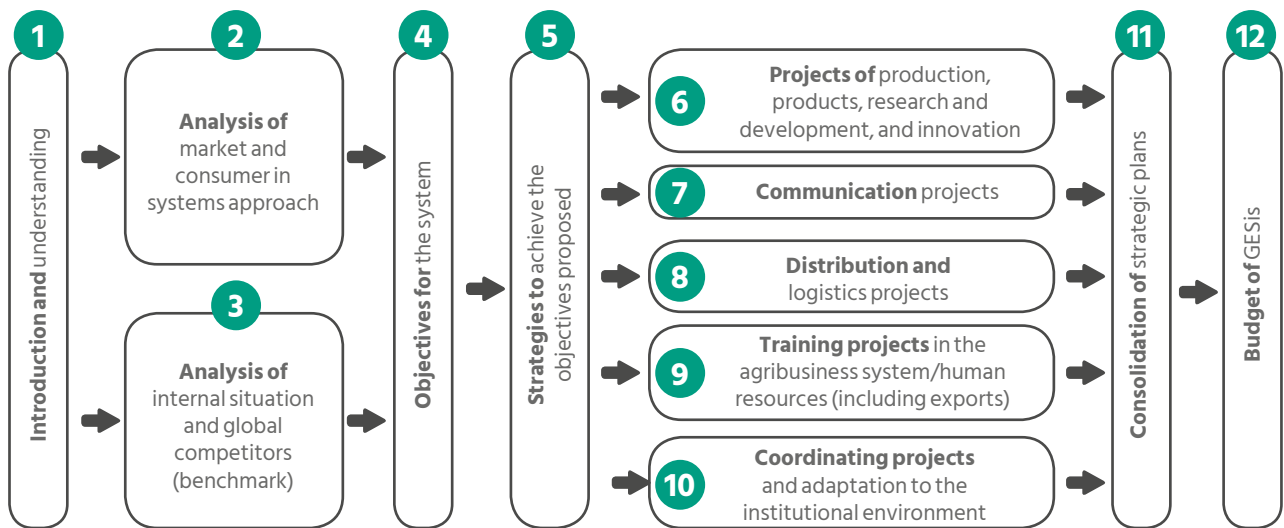 1
Introduction and understanding
2
Analysis of
market and
consumer in
systems approach
3
Analysis of
internal situation
and global
competitors
(benchmark)
4
Objectives for the system
5
Strategies to achieve the
objectives proposed
6
Projects of production,
products, research and
development, and innovation
7
Communication projects
8
Distribution and
logistics projects
9
Training projects in the
agribusiness system/human
resources (including exports)
10
Coordinating projects
and adaptation to the
institutional environment
11
Consolidation of strategic plans
12
Budget of GESis